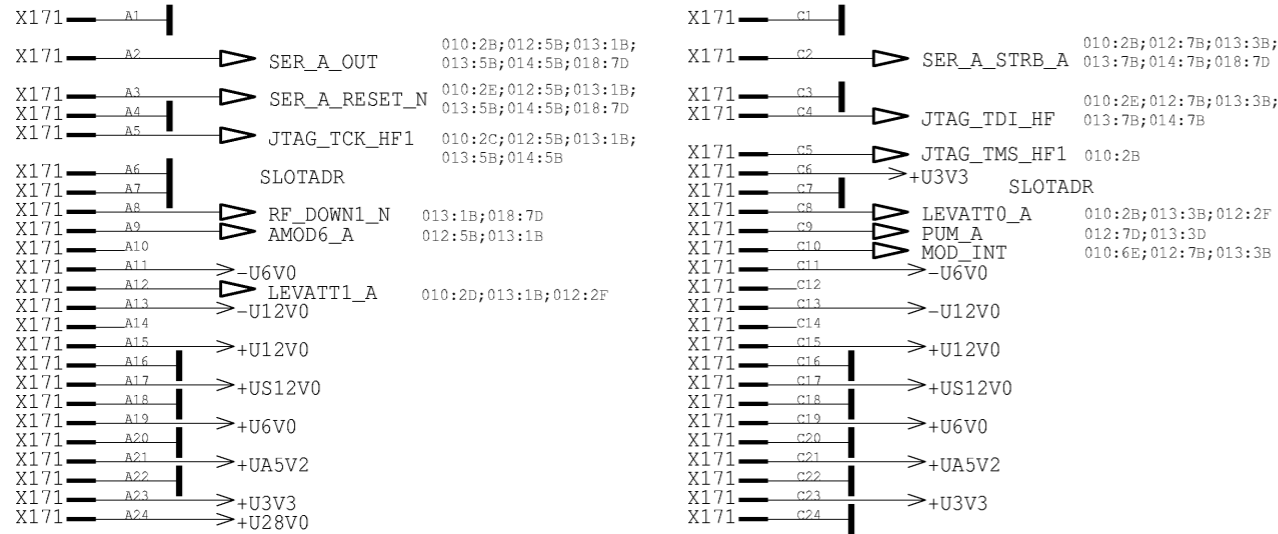 X171 A1
X171 A2 SER_A_OUT 010:2B;012:5B;013:1B;
013:5B;014:5B;018:7D
X171 A3 SER_A_RESET_N 010:2E;012:5B;013:1B;
X171 A4 013:5B;014:5B;018:7D
X171 A5 JTAG_TCK_HF1 010:2C;012:5B;013:1B;
013:5B;014:5B
X171 A6 SLOTADR
X171 A7
X171 A8 RF_DOWN1_N 013:1B;018:7D
X171 A9 AMOD6_A 012:5B;013:1B
X171 A10
X171 A11 -U6V0
X171 A12 LEVATT1_A 010:2D;013:1B;012:2F
X171 A13 -U12V0
X171 A14
X171 A15 +U12V0
X171 A16
X171 A17 +US12V0
X171 A18
X171 A19 +U6V0
X171 A20
X171 A21 +UA5V2
X171 A22
X171 A23 +U3V3
X171 A24 +U28V0
X171 C1
X171 C2 SER_A_STRB_A 010:2B;012:7B;013:3B;
013:7B;014:7B;018:7D
X171 C3 010:2E;012:7B;013:3B;
X171 C4 JTAG_TDI_HF 013:7B;014:7B
X171 C5 JTAG_TMS_HF1 010:2B
X171 C6 +U3V3
X171 C7 SLOTADR
X171 C8 LEVATT0_A 010:2B;013:3B;012:2F
X171 C9 PUM_A 012:7D;013:3D
X171 C10 MOD_INT 010:6E;012:7B;013:3B
X171 C11 -U6V0
X171 C12
X171 C13 -U12V0
X171 C14
X171 C15 +U12V0
X171 C16
X171 C17 +US12V0
X171 C18
X171 C19 +U6V0
X171 C20
X171 C21 +UA5V2
X171 C22
X171 C23 +U3V3
X171 C24